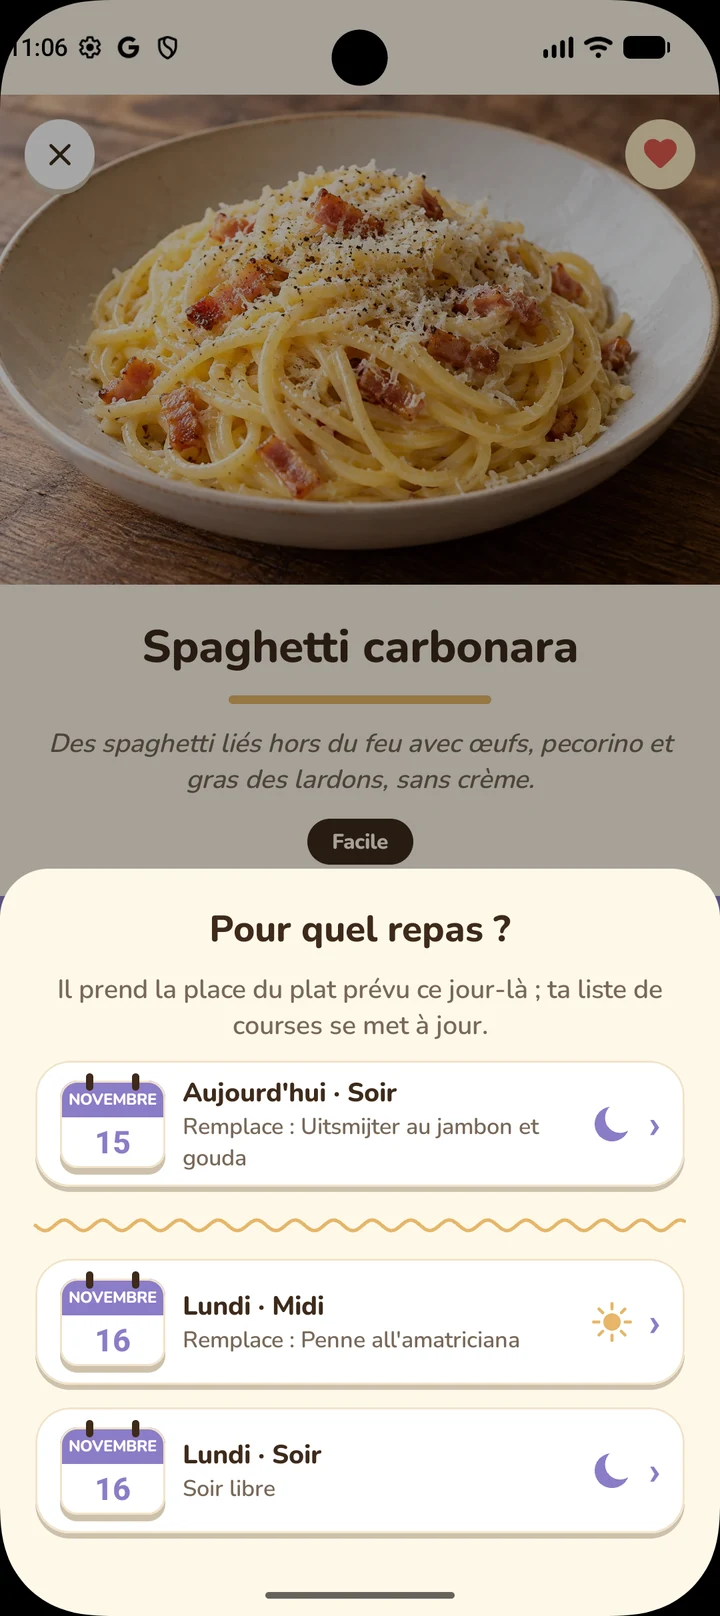 11:06
Spaghetti carbonara
Des spaghetti liés hors du feu avec œufs, pecorino et
gras des lardons, sans crème.
Facile
Pour quel repas ?
Il prend la place du plat prévu ce jour-là ; ta liste de
courses se met à jour.
NOVEMBRE
15
Aujourd'hui · Soir
Remplace : Uitsmijter au jambon et
gouda
NOVEMBRE
16
Lundi · Midi
Remplace : Penne all'amatriciana
NOVEMBRE
16
Lundi · Soir
Soir libre